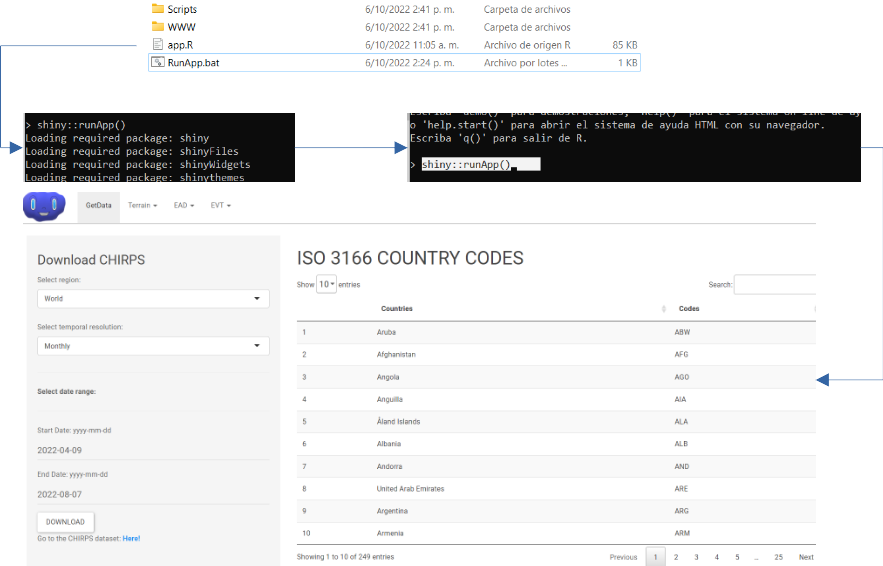 Scripts 6/10/2022 2:41 p. m. Carpeta de archivos
WWW 6/10/2022 2:41 p. m. Carpeta de archivos
app.R 6/10/2022 11:05 a. m. Archivo de origen R 85 KB
RunApp.bat 6/10/2022 2:24 p. m. Archivo por lotes ... 1 KB
> shiny::runApp()
Loading required package: shiny
Loading required package: shinyFiles
Loading required package: shinyWidgets
Loading required package: shinythemes
o 'help.start()' para abrir el sistema de ayuda HTML con su navegador.
Escriba 'q()' para salir de R.
> shiny::runApp()
GetData Terrain EAD EVT
Download CHIRPS
Select region:
World
Select temporal resolution:
Monthly
Select date range:
Start Date: yyyy-mm-dd
2022-04-09
End Date: yyyy-mm-dd
2022-08-07
DOWNLOAD
Go to the CHIRPS dataset: Here!
ISO 3166 COUNTRY CODES
Show 10 entries Search:
Countries Codes
1 Aruba ABW
2 Afghanistan AFG
3 Angola AGO
4 Anguilla AIA
5 Åland Islands ALA
6 Albania ALB
7 Andorra AND
8 United Arab Emirates ARE
9 Argentina ARG
10 Armenia ARM
Showing 1 to 10 of 249 entries Previous 1 2 3 4 5 ... 25 Next